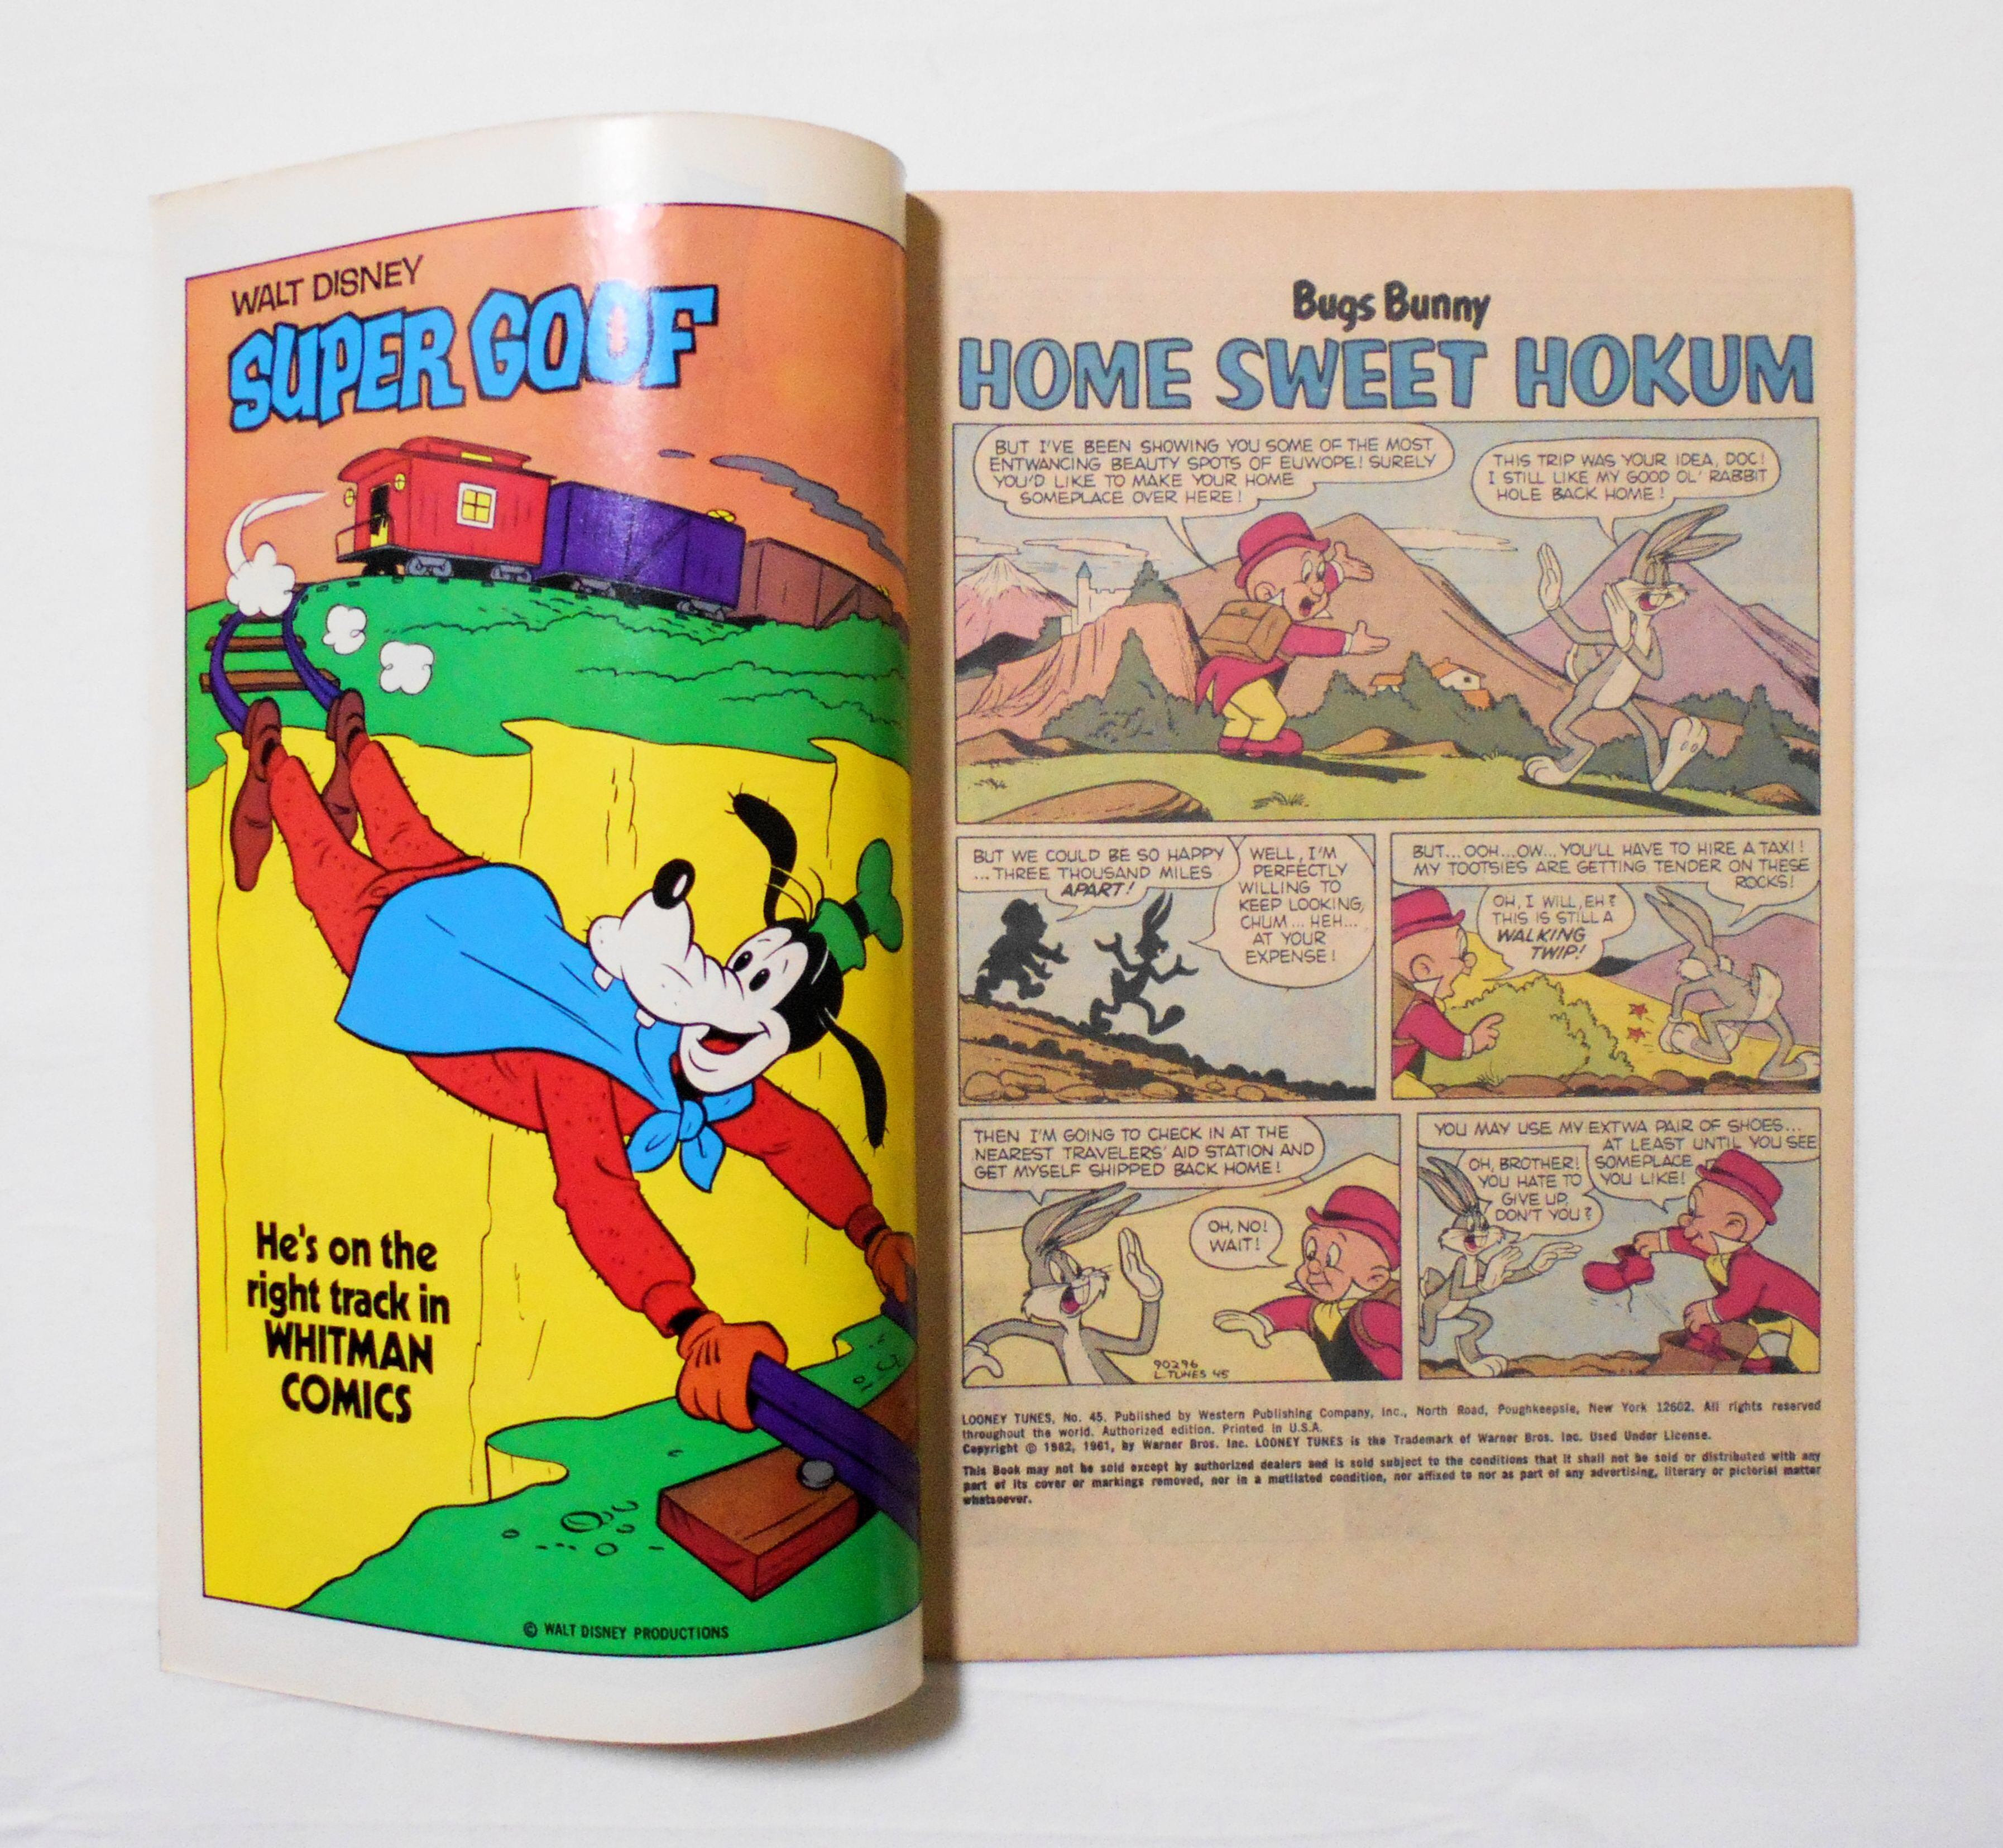 WALT DISNEY
SUPER GOOF
He's on the
right track in
WHITMAN
COMICS
© WALT DISNEY PRODUCTIONS
Bugs Bunny
HOME SWEET HOKUM
BUT I'VE BEEN SHOWING YOU SOME OF THE MOST
ENTWANCING BEAUTY SPOTS OF EUWOPE! SURELY
YOU'D LIKE TO MAKE YOUR HOME
SOMEPLACE OVER HERE!
THIS TRIP WAS YOUR IDEA, DOC!
I STILL LIKE MY GOOD OL' RABBIT
HOLE BACK HOME!
BUT WE COULD BE SO HAPPY
...THREE THOUSAND MILES
APART!
WELL, I'M
PERFECTLY
WILLING TO
KEEP LOOKING,
CHUM... HEH...
AT YOUR
EXPENSE!
BUT...OOH...OW...YOU'LL HAVE TO HIRE A TAXI!
MY TOOTSIES ARE GETTING TENDER ON THESE
ROCKS!
OH, I WILL, EH?
THIS IS STILL A
WALKING
TWIP!
THEN I'M GOING TO CHECK IN AT THE
NEAREST TRAVELERS' AID STATION AND
GET MYSELF SHIPPED BACK HOME!
OH, NO!
WAIT!
90296
L.TUNES 45
YOU MAY USE MY EXTWA PAIR OF SHOES...
AT LEAST UNTIL YOU SEE
SOMEPLACE
YOU LIKE!
OH, BROTHER!
YOU HATE TO
GIVE UP,
DON'T YOU?
LOONEY TUNES, No. 45. Published by Western Publishing Company, Inc., North Road, Poughkeepsie, New York 12602. All rights reserved
throughout the world. Authorized edition. Printed in U.S.A.
Copyright © 1982, 1961, by Warner Bros. Inc. LOONEY TUNES is the Trademark of Warner Bros. Inc. Used Under License.
This Book may not be sold except by authorized dealers and is sold subject to the conditions that it shall not be sold or distributed with any
part of its cover or markings removed, nor in a mutilated condition, nor affixed to nor as part of any advertising, literary or pictorial matter
whatsoever.